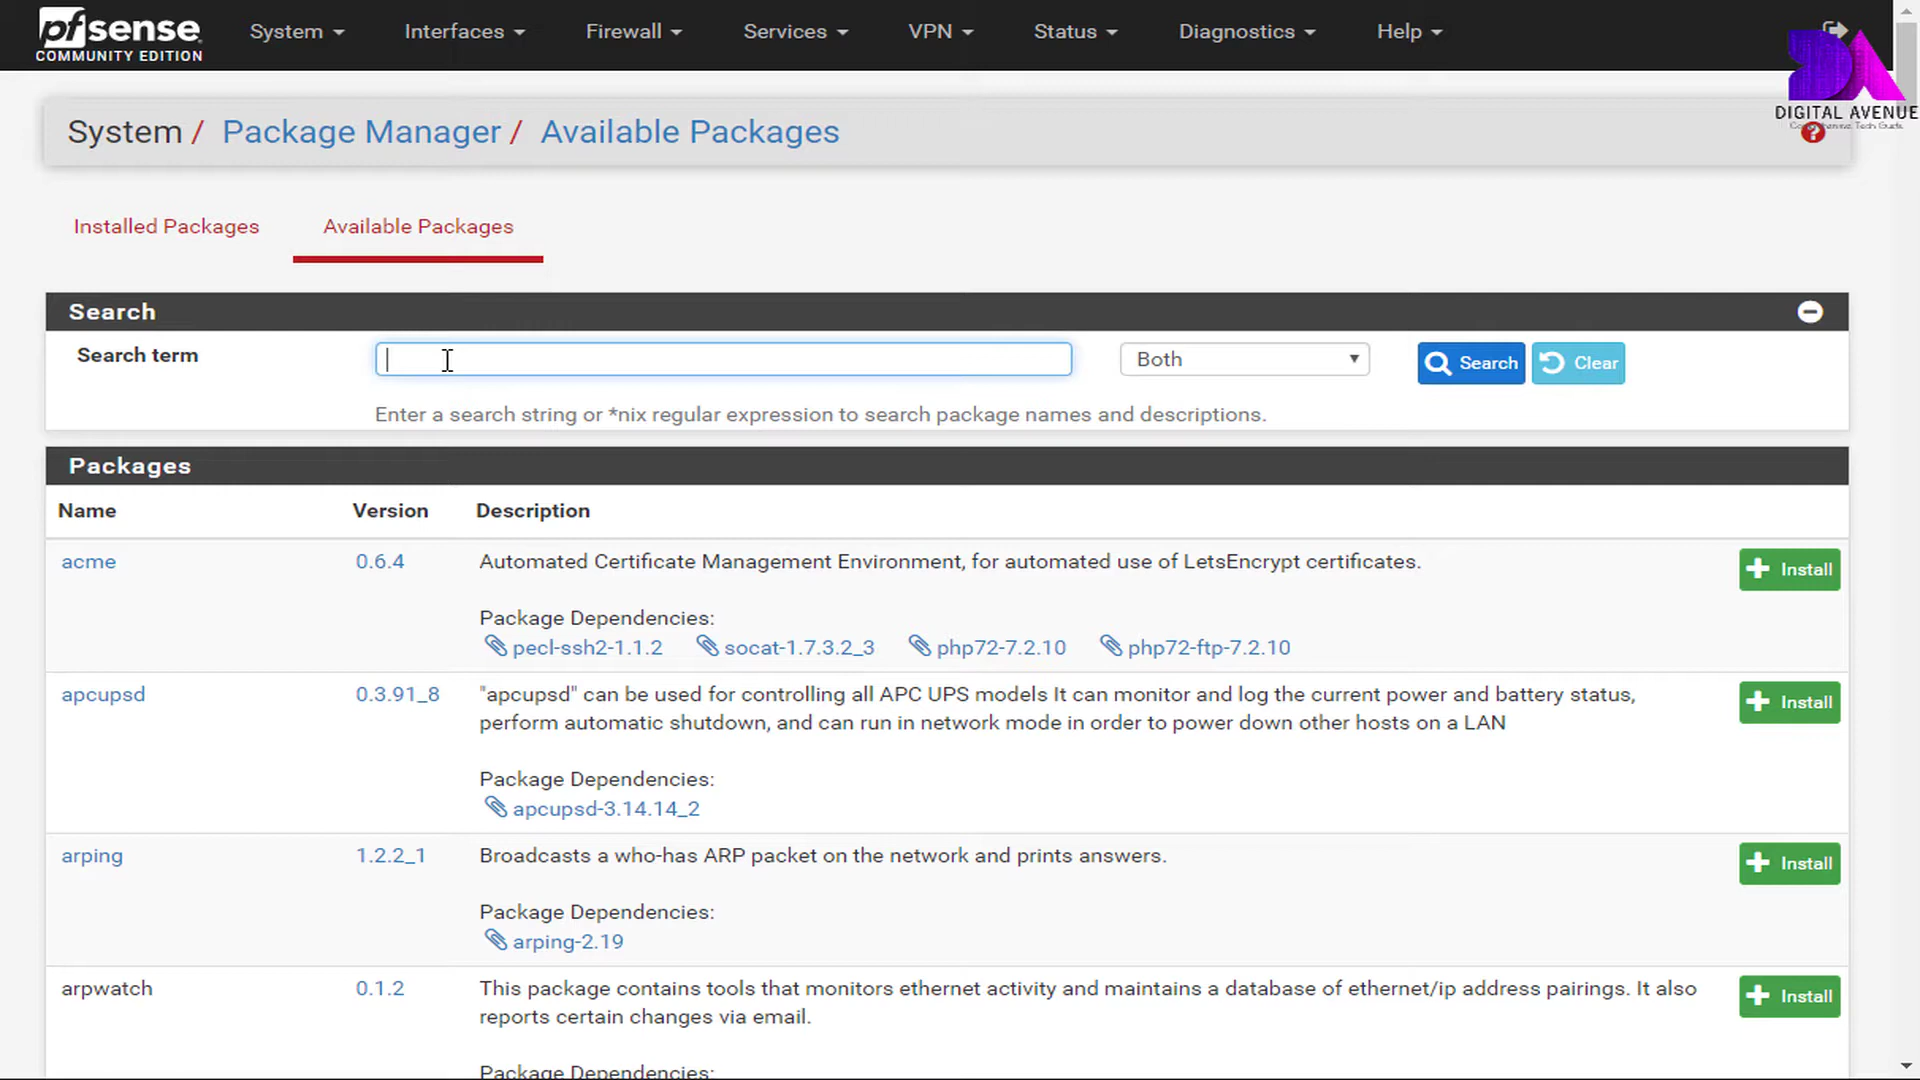 pfsense
COMMUNITY EDITION
System
Interfaces
Firewall
Services
VPN
Status
Diagnostics
Help
DIGITAL AVENUE
Comprehensive Tech Guide
System / Package Manager / Available Packages
?
Installed Packages
Available Packages
Search
Search term
Both
Search
Clear
Enter a search string or *nix regular expression to search package names and descriptions.
Packages
Name Version Description
acme 0.6.4 Automated Certificate Management Environment, for automated use of LetsEncrypt certificates.
Install
Package Dependencies:
pecl-ssh2-1.1.2 socat-1.7.3.2_3 php72-7.2.10 php72-ftp-7.2.10
apcupsd 0.3.91_8 "apcupsd" can be used for controlling all APC UPS models It can monitor and log the current power and battery status,
Install
perform automatic shutdown, and can run in network mode in order to power down other hosts on a LAN
Package Dependencies:
apcupsd-3.14.14_2
arping 1.2.2_1 Broadcasts a who-has ARP packet on the network and prints answers.
Install
Package Dependencies:
arping-2.19
arpwatch 0.1.2 This package contains tools that monitors ethernet activity and maintains a database of ethernet/ip address pairings. It also
Install
reports certain changes via email.
Package Dependencies: